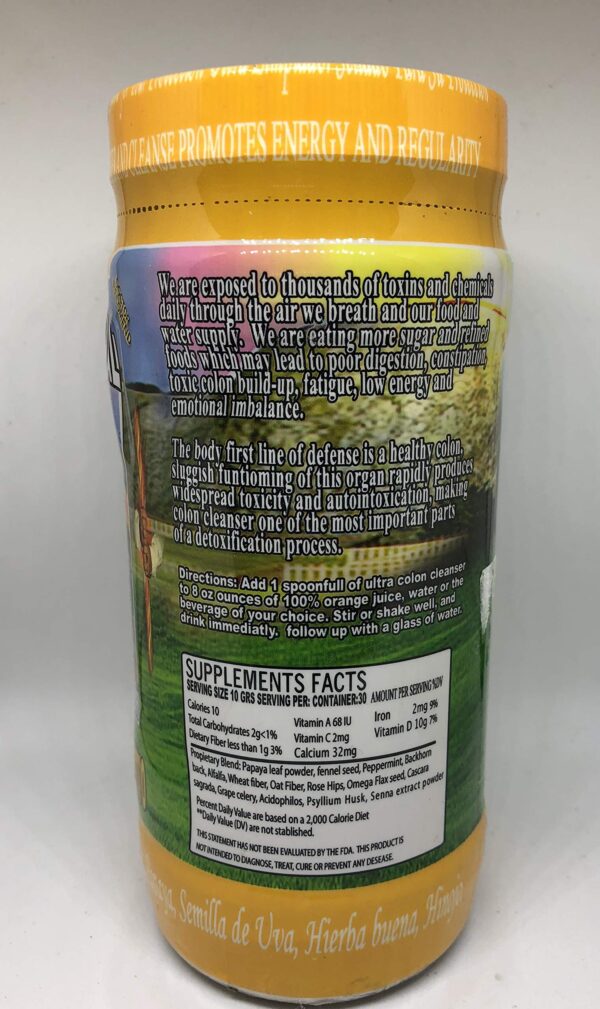 CLEANSE PROMOTES ENERGY AND REGULARITY
We are exposed to thousands of toxins and chemicals
daily through the air we breath and our food and
water supply. We are eating more sugar and refined
foods which may lead to poor digestion, constipation,
toxic colon build-up, fatigue, low energy and
emotional imbalance.
The body first line of defense is a healthy colon,
sluggish funtioming of this organ rapidly produces
widespread toxicity and autointoxication, making
colon cleanser one of the most important parts
of a detoxification process.
Directions: Add 1 spoonfull of ultra colon cleanser
to 8 oz ounces of 100% orange juice, water or the
beverage of your choice. Stir or shake well, and
drink immediatly. follow up with a glass of water.
SUPPLEMENTS FACTS
SERVING SIZE 10 GRS SERVING PER: CONTAINER:30 AMOUNT PER SERVING %DV
Calories 10
Total Carbohydrates 2g<1% Vitamin A 68 IU Iron 2mg 9%
Dietary Fiber less than 1g 3% Vitamin C 2mg Vitamin D 10g 7%
Calcium 32mg
Propietary Blend: Papaya leaf powder, fennel seed, Peppermint, Backhorn
back, Alfalfa, Wheat fiber, Oat Fiber, Rose Hips, Omega Flax seed, Cascara
sagrada, Grape celery, Acidophilos, Psyllium Husk, Senna extract powder
Percent Daily Value are based on a 2,000 Calorie Diet
**Daily Value (DV) are not stablished.
THIS STATEMENT HAS NOT BEEN EVALUATED BY THE FDA. THIS PRODUCT IS
NOT INTENDED TO DIAGNOSE, TREAT, CURE OR PREVENT ANY DESEASE.
Semilla de Uva, Hierba buena, Hinojo